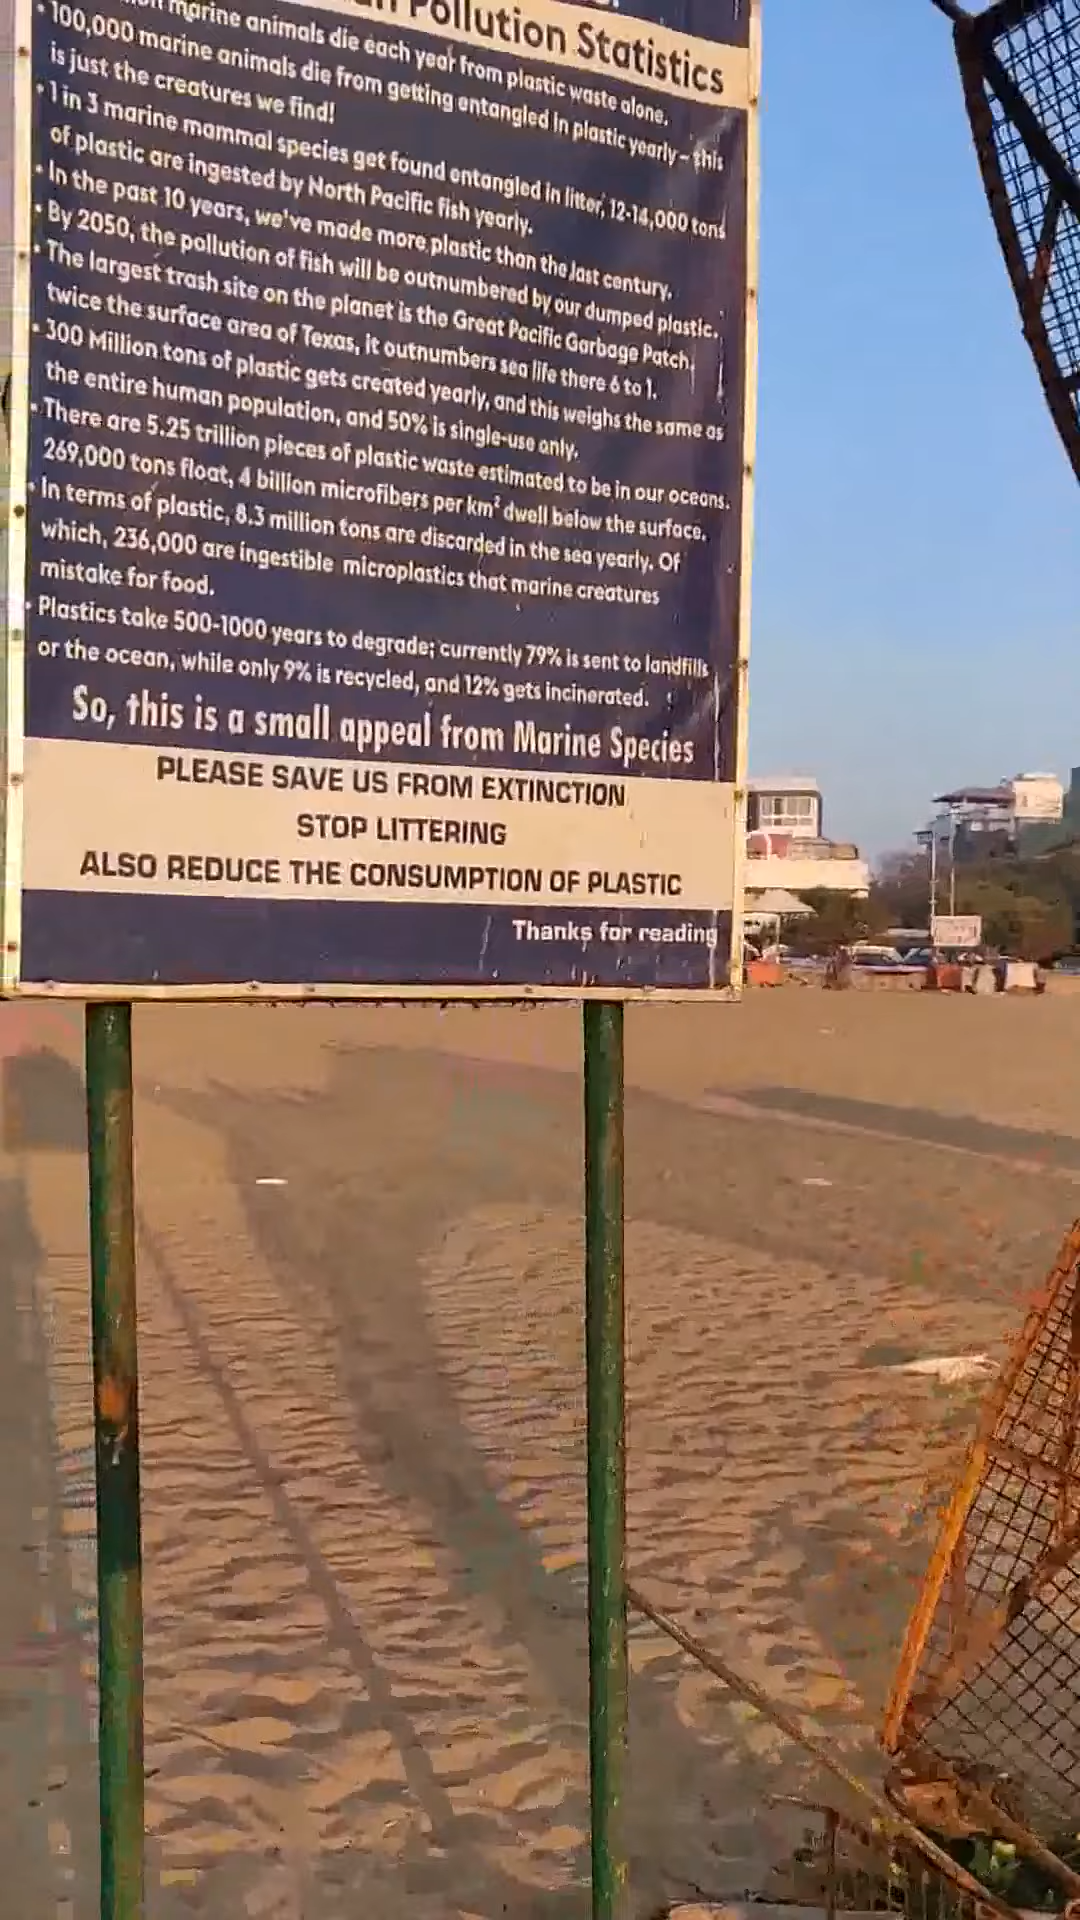 Pollution Statistics
marine animals die each year from plastic waste alone.
• 100,000 marine animals die from getting entangled in plastic yearly – this
is just the creatures we find!
• 1 in 3 marine mammal species get found entangled in litter, 12-14,000 tons
of plastic are ingested by North Pacific fish yearly.
• In the past 10 years, we've made more plastic than the last century.
• By 2050, the pollution of fish will be outnumbered by our dumped plastic.
• The largest trash site on the planet is the Great Pacific Garbage Patch,
twice the surface area of Texas, it outnumbers sea life there 6 to 1.
• 300 Million tons of plastic gets created yearly, and this weighs the same as
the entire human population, and 50% is single-use only.
• There are 5.25 trillion pieces of plastic waste estimated to be in our oceans.
269,000 tons float, 4 billion microfibers per km² dwell below the surface.
• In terms of plastic, 8.3 million tons are discarded in the sea yearly. Of
which, 236,000 are ingestible microplastics that marine creatures
mistake for food.
• Plastics take 500-1000 years to degrade; currently 79% is sent to landfills
or the ocean, while only 9% is recycled, and 12% gets incinerated.
So, this is a small appeal from Marine Species
PLEASE SAVE US FROM EXTINCTION
STOP LITTERING
ALSO REDUCE THE CONSUMPTION OF PLASTIC
Thanks for reading